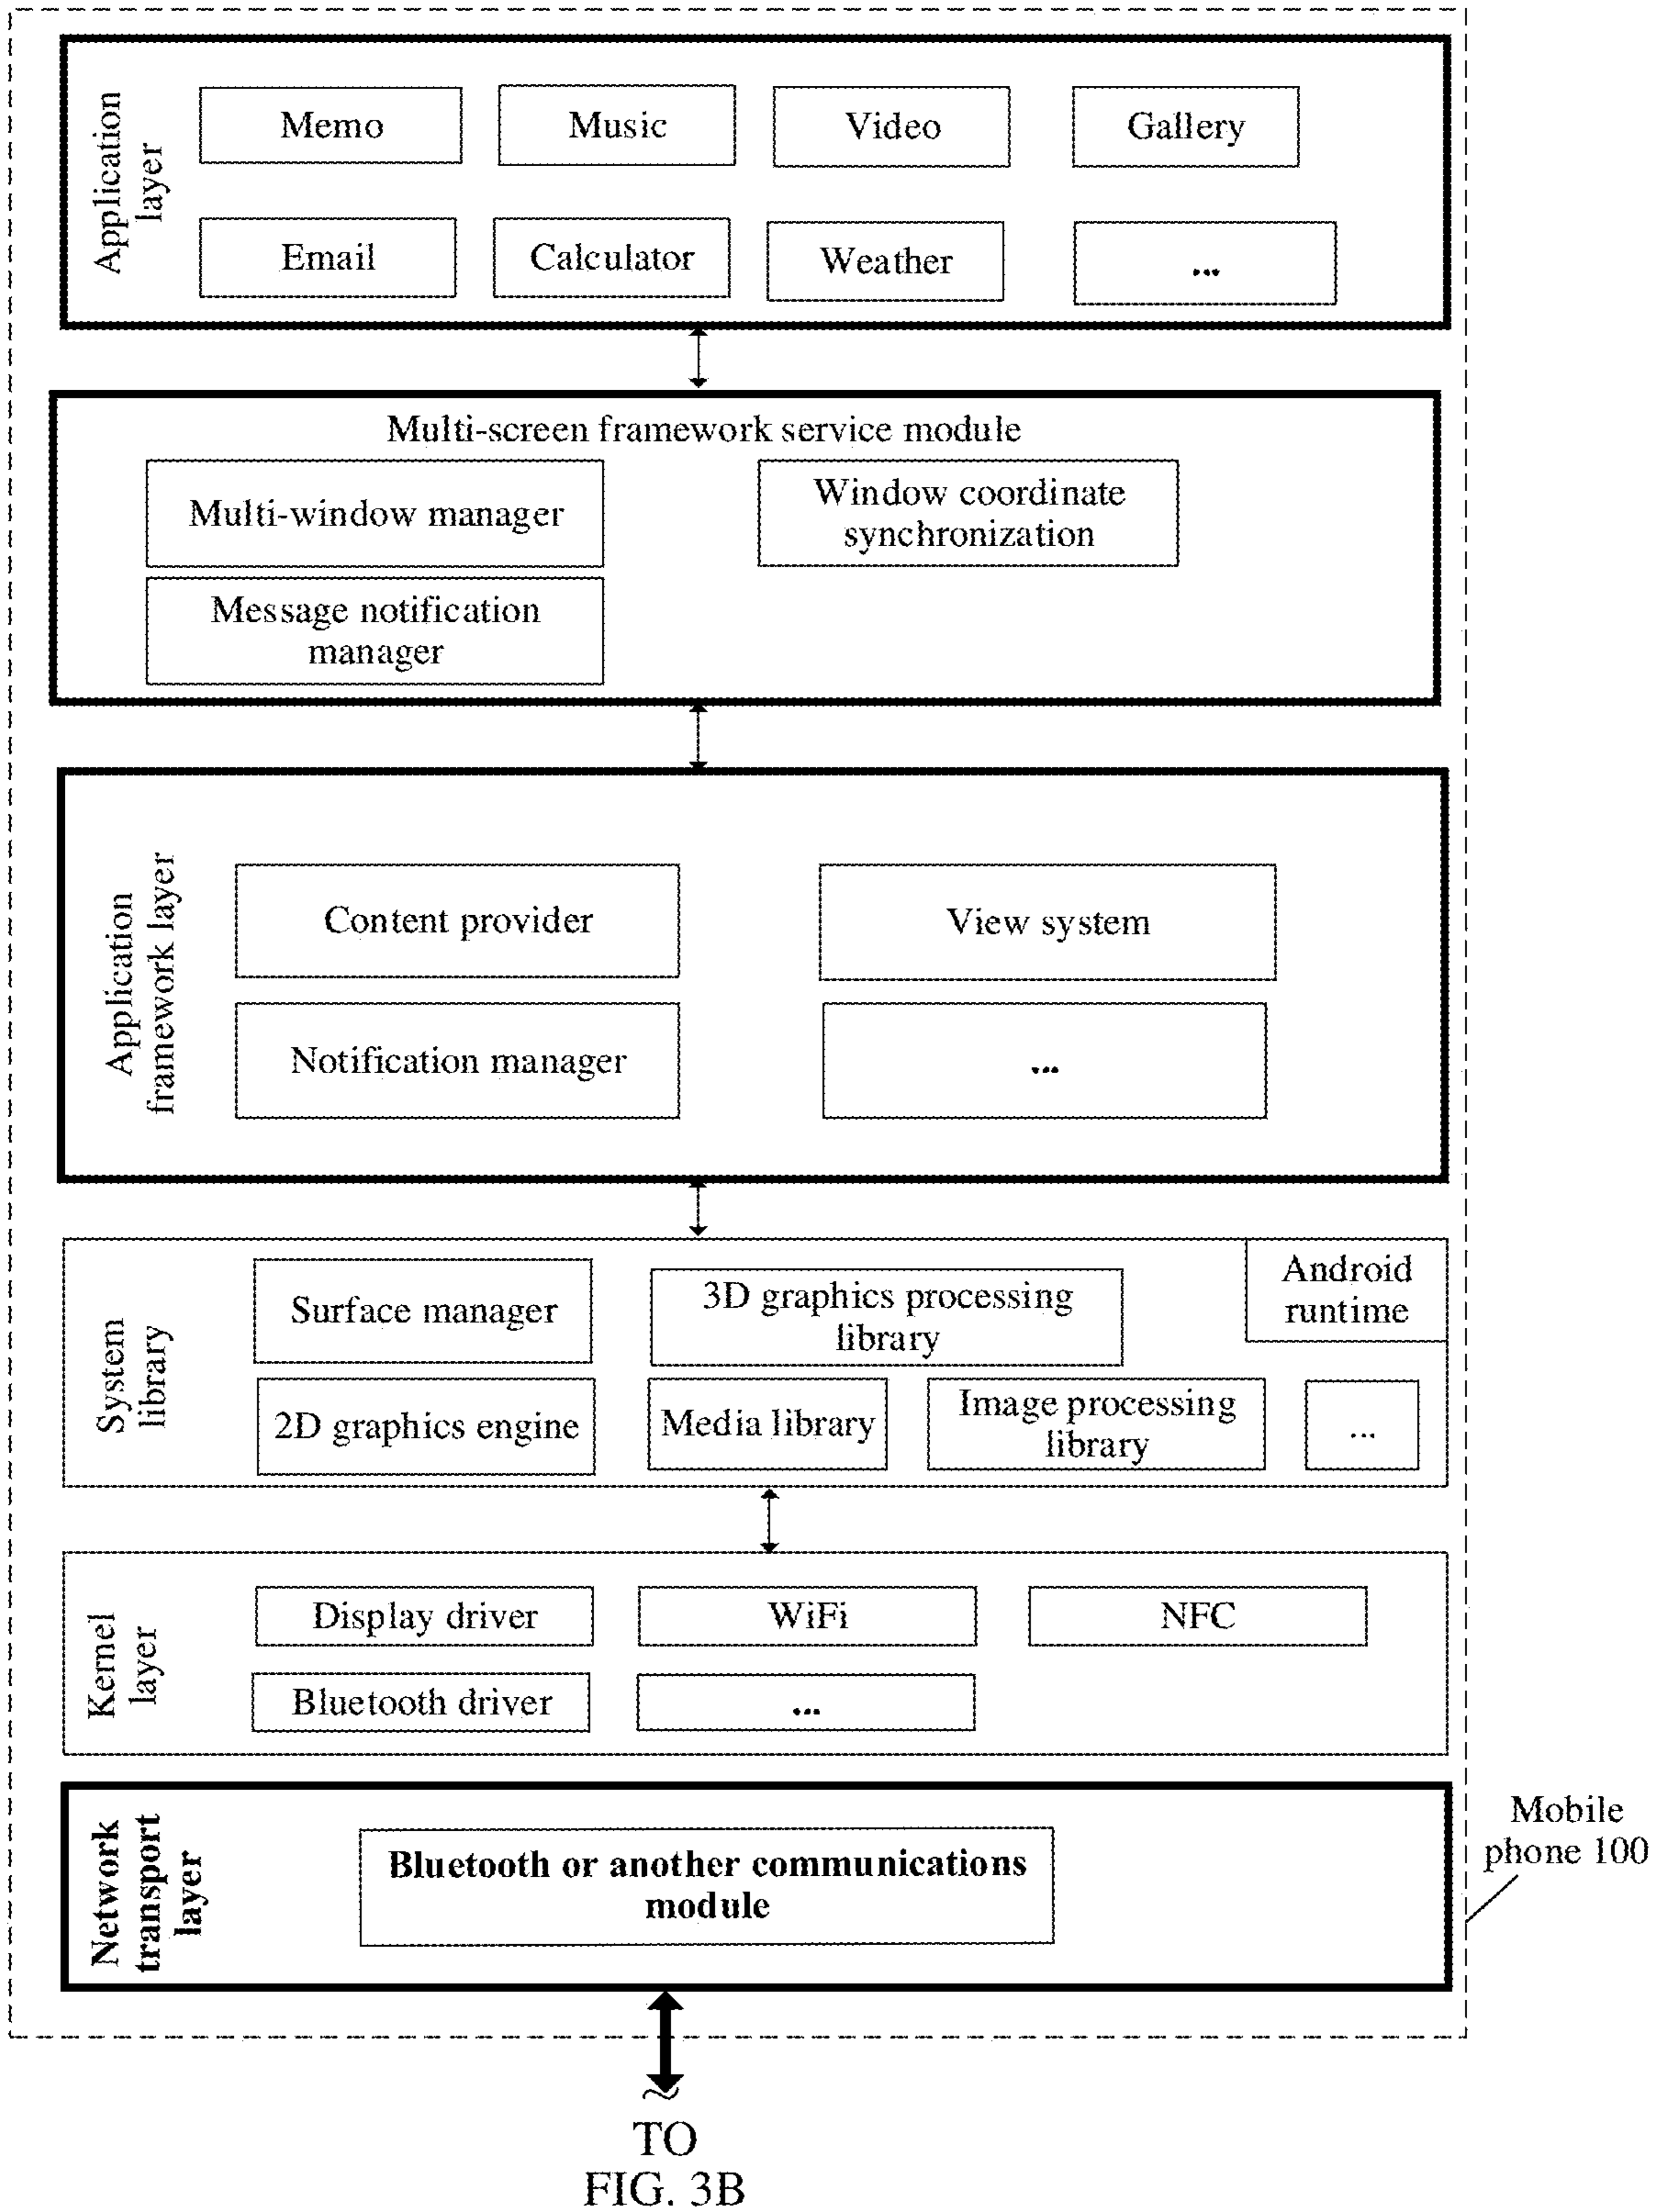 Application
layer
Memo
Music
Video
Gallery
Email
Calculator
Weather
...
Multi-screen framework service module
Multi-window manager
Window coordinate
synchronization
Message notification
manager
Application
framework layer
Content provider
View system
Notification manager
...
System
library
Surface manager
3D graphics processing
library
Android
runtime
2D graphics engine
Media library
Image processing
library
...
Kernel
layer
Display driver
WiFi
NFC
Bluetooth driver
...
Network
transport
layer
Bluetooth or another communications
module
Mobile
phone 100
TO
FIG. 3B